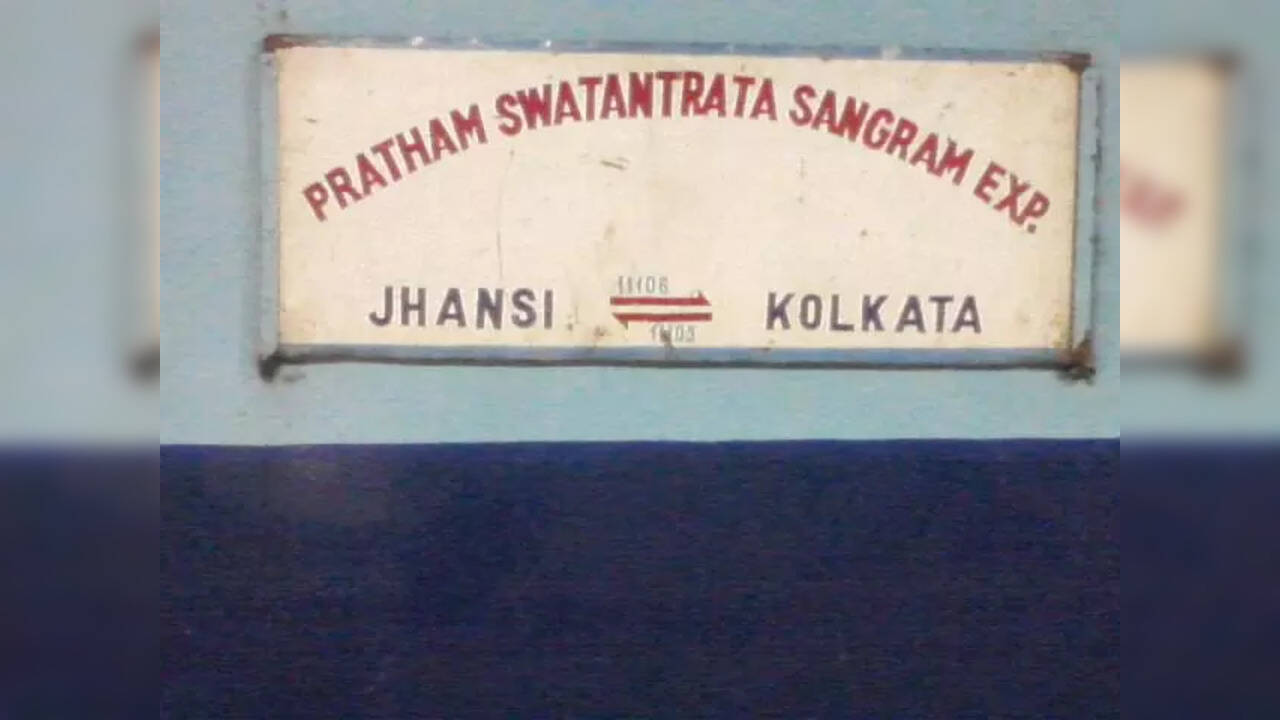 PRATHAM SWATANTRATA SANGRAM EXP.
11106
JHANSI KOLKATA
11105